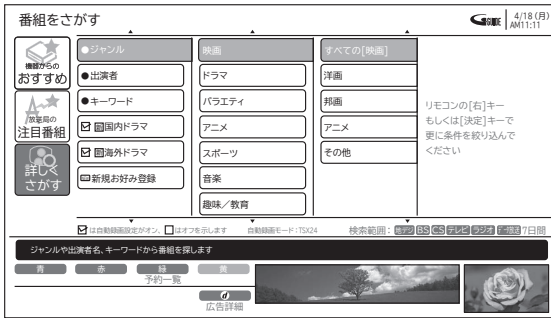 番組をさがす
G GUIDE 4/18(月)
AM11:11
機器からの
おすすめ
放送局の
注目番組
詳しく
さがす
●ジャンル
●出演者
●キーワード
国内ドラマ
海外ドラマ
新規お好み登録
映画
ドラマ
バラエティ
アニメ
スポーツ
音楽
趣味／教育
すべての[映画]
洋画
邦画
アニメ
その他
リモコンの[右]キー
もしくは[決定]キーで
更に条件を絞り込んで
ください
は自動録画設定がオン、 はオフを示します 自動録画モード：TSX24 検索範囲：地デジ BS CS テレビ ラジオ 7日間
ジャンルや出演者名、キーワードから番組を探します
青 赤 緑 黄
予約一覧
d
広告詳細